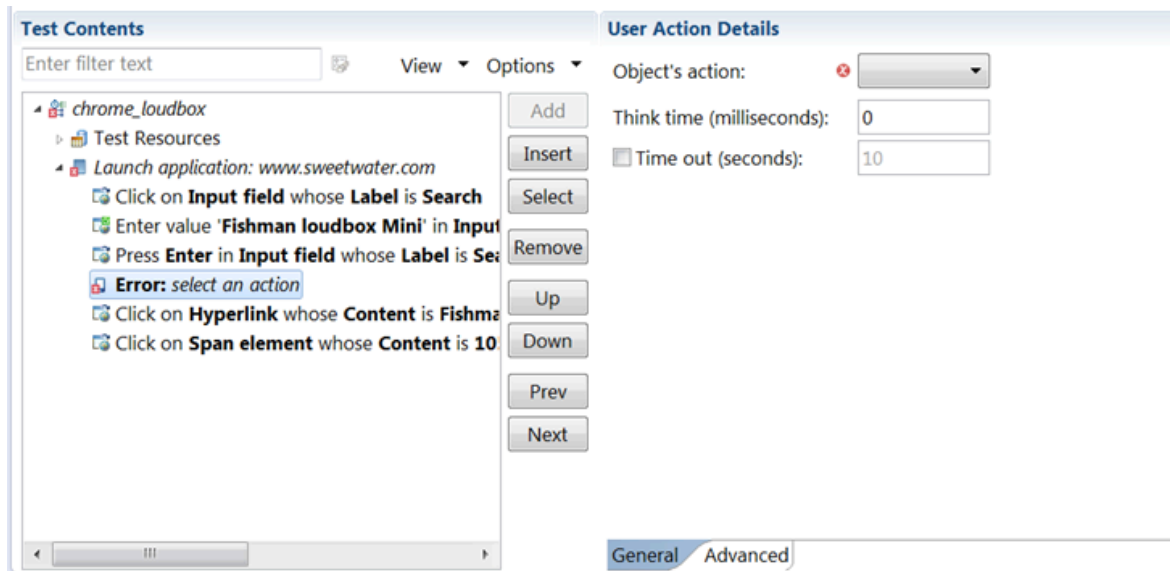 Test Contents
Enter filter text
View
Options
chrome_loudbox
Test Resources
Launch application: www.sweetwater.com
Click on Input field whose Label is Search
Enter value 'Fishman loudbox Mini' in Input
Press Enter in Input field whose Label is Sea
Error: select an action
Click on Hyperlink whose Content is Fishma
Click on Span element whose Content is 10
Add
Insert
Select
Remove
Up
Down
Prev
Next
User Action Details
Object's action:
Think time (milliseconds): 0
Time out (seconds): 10
General Advanced